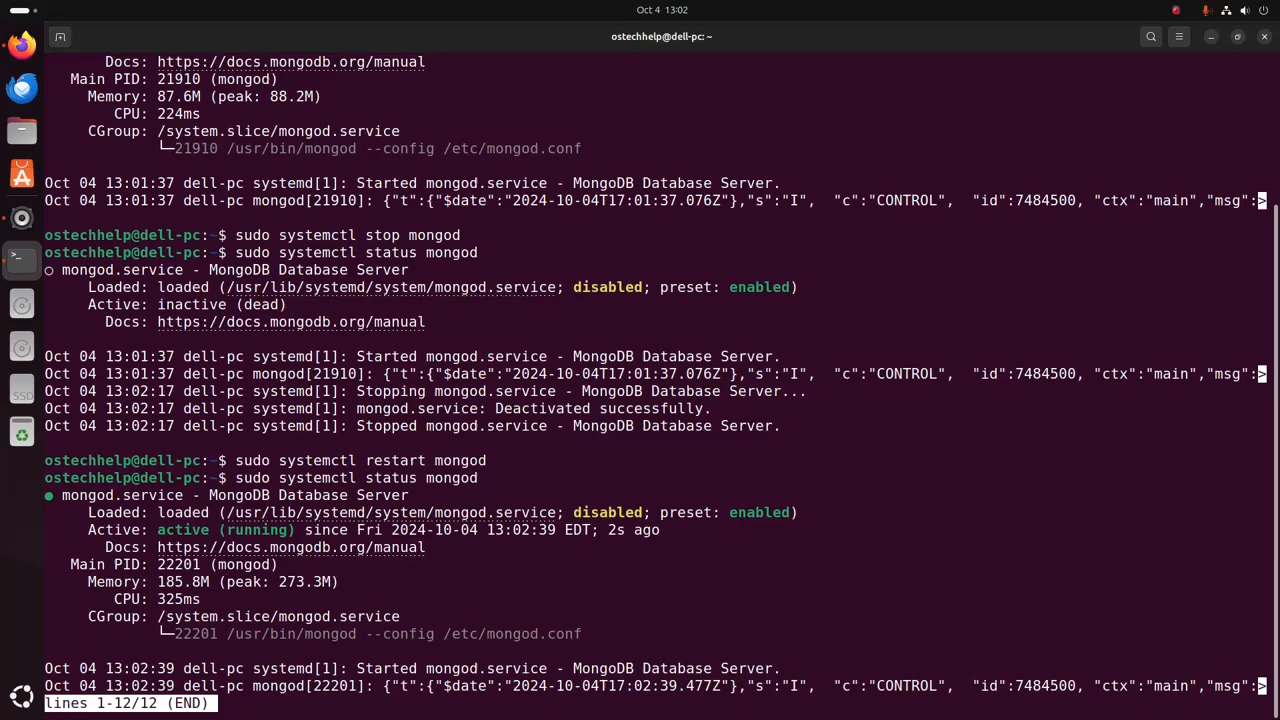 Oct 4 13:02
ostechhelp@dell-pc: ~
Docs: https://docs.mongodb.org/manual
Main PID: 21910 (mongod)
Memory: 87.6M (peak: 88.2M)
CPU: 224ms
CGroup: /system.slice/mongod.service
└─21910 /usr/bin/mongod --config /etc/mongod.conf
Oct 04 13:01:37 dell-pc systemd[1]: Started mongod.service - MongoDB Database Server.
Oct 04 13:01:37 dell-pc mongod[21910]: {"t":{"$date":"2024-10-04T17:01:37.076Z"},"s":"I",  "c":"CONTROL",  "id":7484500, "ctx":"main","msg":>
ostechhelp@dell-pc:~$ sudo systemctl stop mongod
ostechhelp@dell-pc:~$ sudo systemctl status mongod
○ mongod.service - MongoDB Database Server
Loaded: loaded (/usr/lib/systemd/system/mongod.service; disabled; preset: enabled)
Active: inactive (dead)
Docs: https://docs.mongodb.org/manual
Oct 04 13:01:37 dell-pc systemd[1]: Started mongod.service - MongoDB Database Server.
Oct 04 13:01:37 dell-pc mongod[21910]: {"t":{"$date":"2024-10-04T17:01:37.076Z"},"s":"I",  "c":"CONTROL",  "id":7484500, "ctx":"main","msg":>
Oct 04 13:02:17 dell-pc systemd[1]: Stopping mongod.service - MongoDB Database Server...
Oct 04 13:02:17 dell-pc systemd[1]: mongod.service: Deactivated successfully.
Oct 04 13:02:17 dell-pc systemd[1]: Stopped mongod.service - MongoDB Database Server.
ostechhelp@dell-pc:~$ sudo systemctl restart mongod
ostechhelp@dell-pc:~$ sudo systemctl status mongod
● mongod.service - MongoDB Database Server
Loaded: loaded (/usr/lib/systemd/system/mongod.service; disabled; preset: enabled)
Active: active (running) since Fri 2024-10-04 13:02:39 EDT; 2s ago
Docs: https://docs.mongodb.org/manual
Main PID: 22201 (mongod)
Memory: 185.8M (peak: 273.3M)
CPU: 325ms
CGroup: /system.slice/mongod.service
└─22201 /usr/bin/mongod --config /etc/mongod.conf
Oct 04 13:02:39 dell-pc systemd[1]: Started mongod.service - MongoDB Database Server.
Oct 04 13:02:39 dell-pc mongod[22201]: {"t":{"$date":"2024-10-04T17:02:39.477Z"},"s":"I",  "c":"CONTROL",  "id":7484500, "ctx":"main","msg":>
lines 1-12/12 (END)
SSD